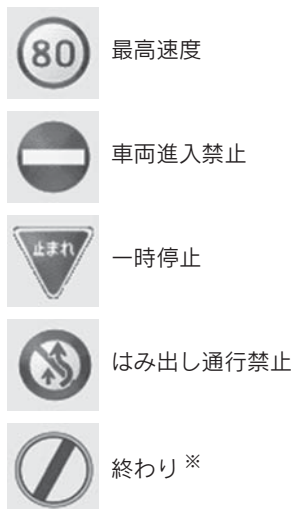 80
最高速度
車両進入禁止
止まれ
一時停止
はみ出し通行禁止
終わり※